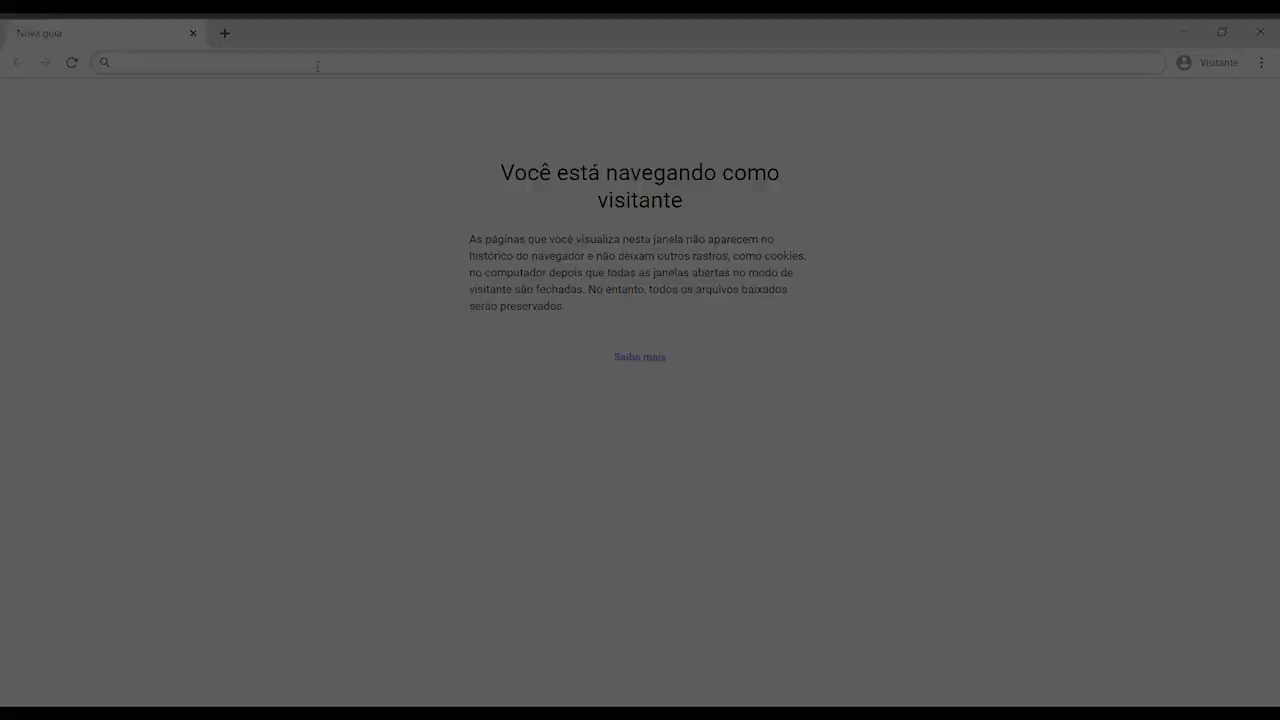 Nova guia
Visitante
Você está navegando como
visitante
As páginas que você visualiza nesta janela não aparecem no
histórico do navegador e não deixam outros rastros, como cookies,
no computador depois que todas as janelas abertas no modo de
visitante são fechadas. No entanto, todos os arquivos baixados
serão preservados.
Saiba mais